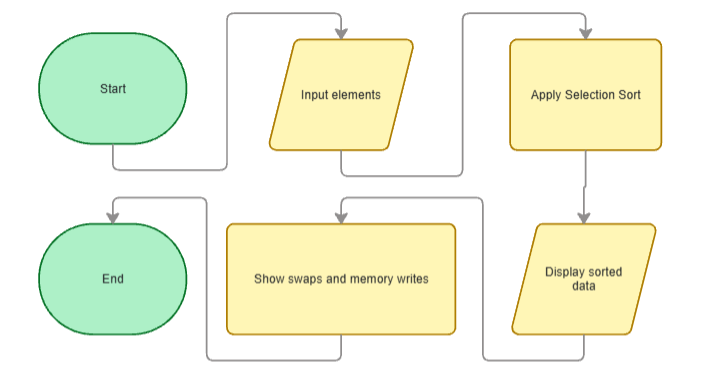 Start
Input elements
Apply Selection Sort
Display sorted
data
Show swaps and memory writes
End